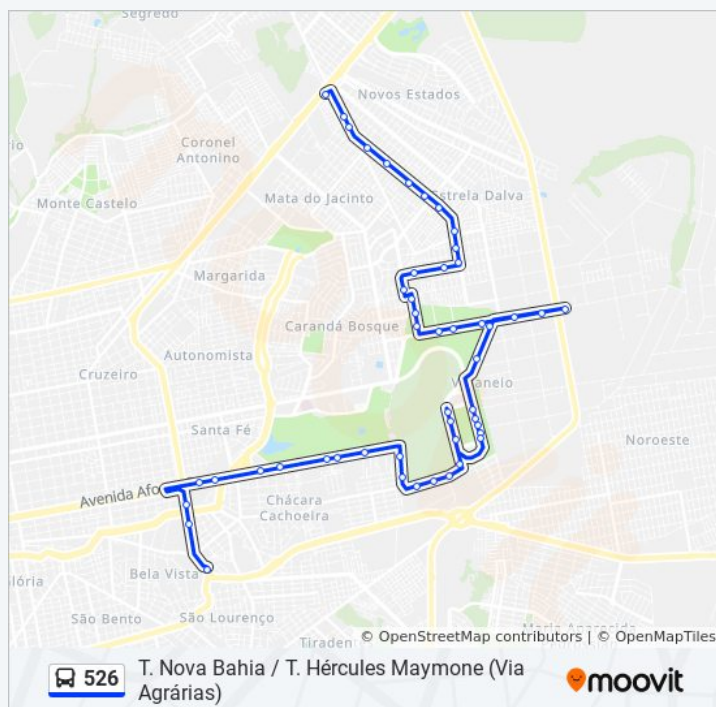 Segredo
Novos Estados
Coronel
Antonino
Monte Castelo
Mata do Jacinto
Estrela Dalva
Margarida
Carandá Bosque
Autonomista
Cruzeiro
Santa Fé
Noroeste
Avenida Afo
Chácara
Cachoeira
Bela Vista
São Bento
São Lourenço
Tiraden
© OpenStreetMap contributors | © OpenMapTiles
526
T. Nova Bahia / T. Hércules Maymone (Via
Agrárias)
moovit